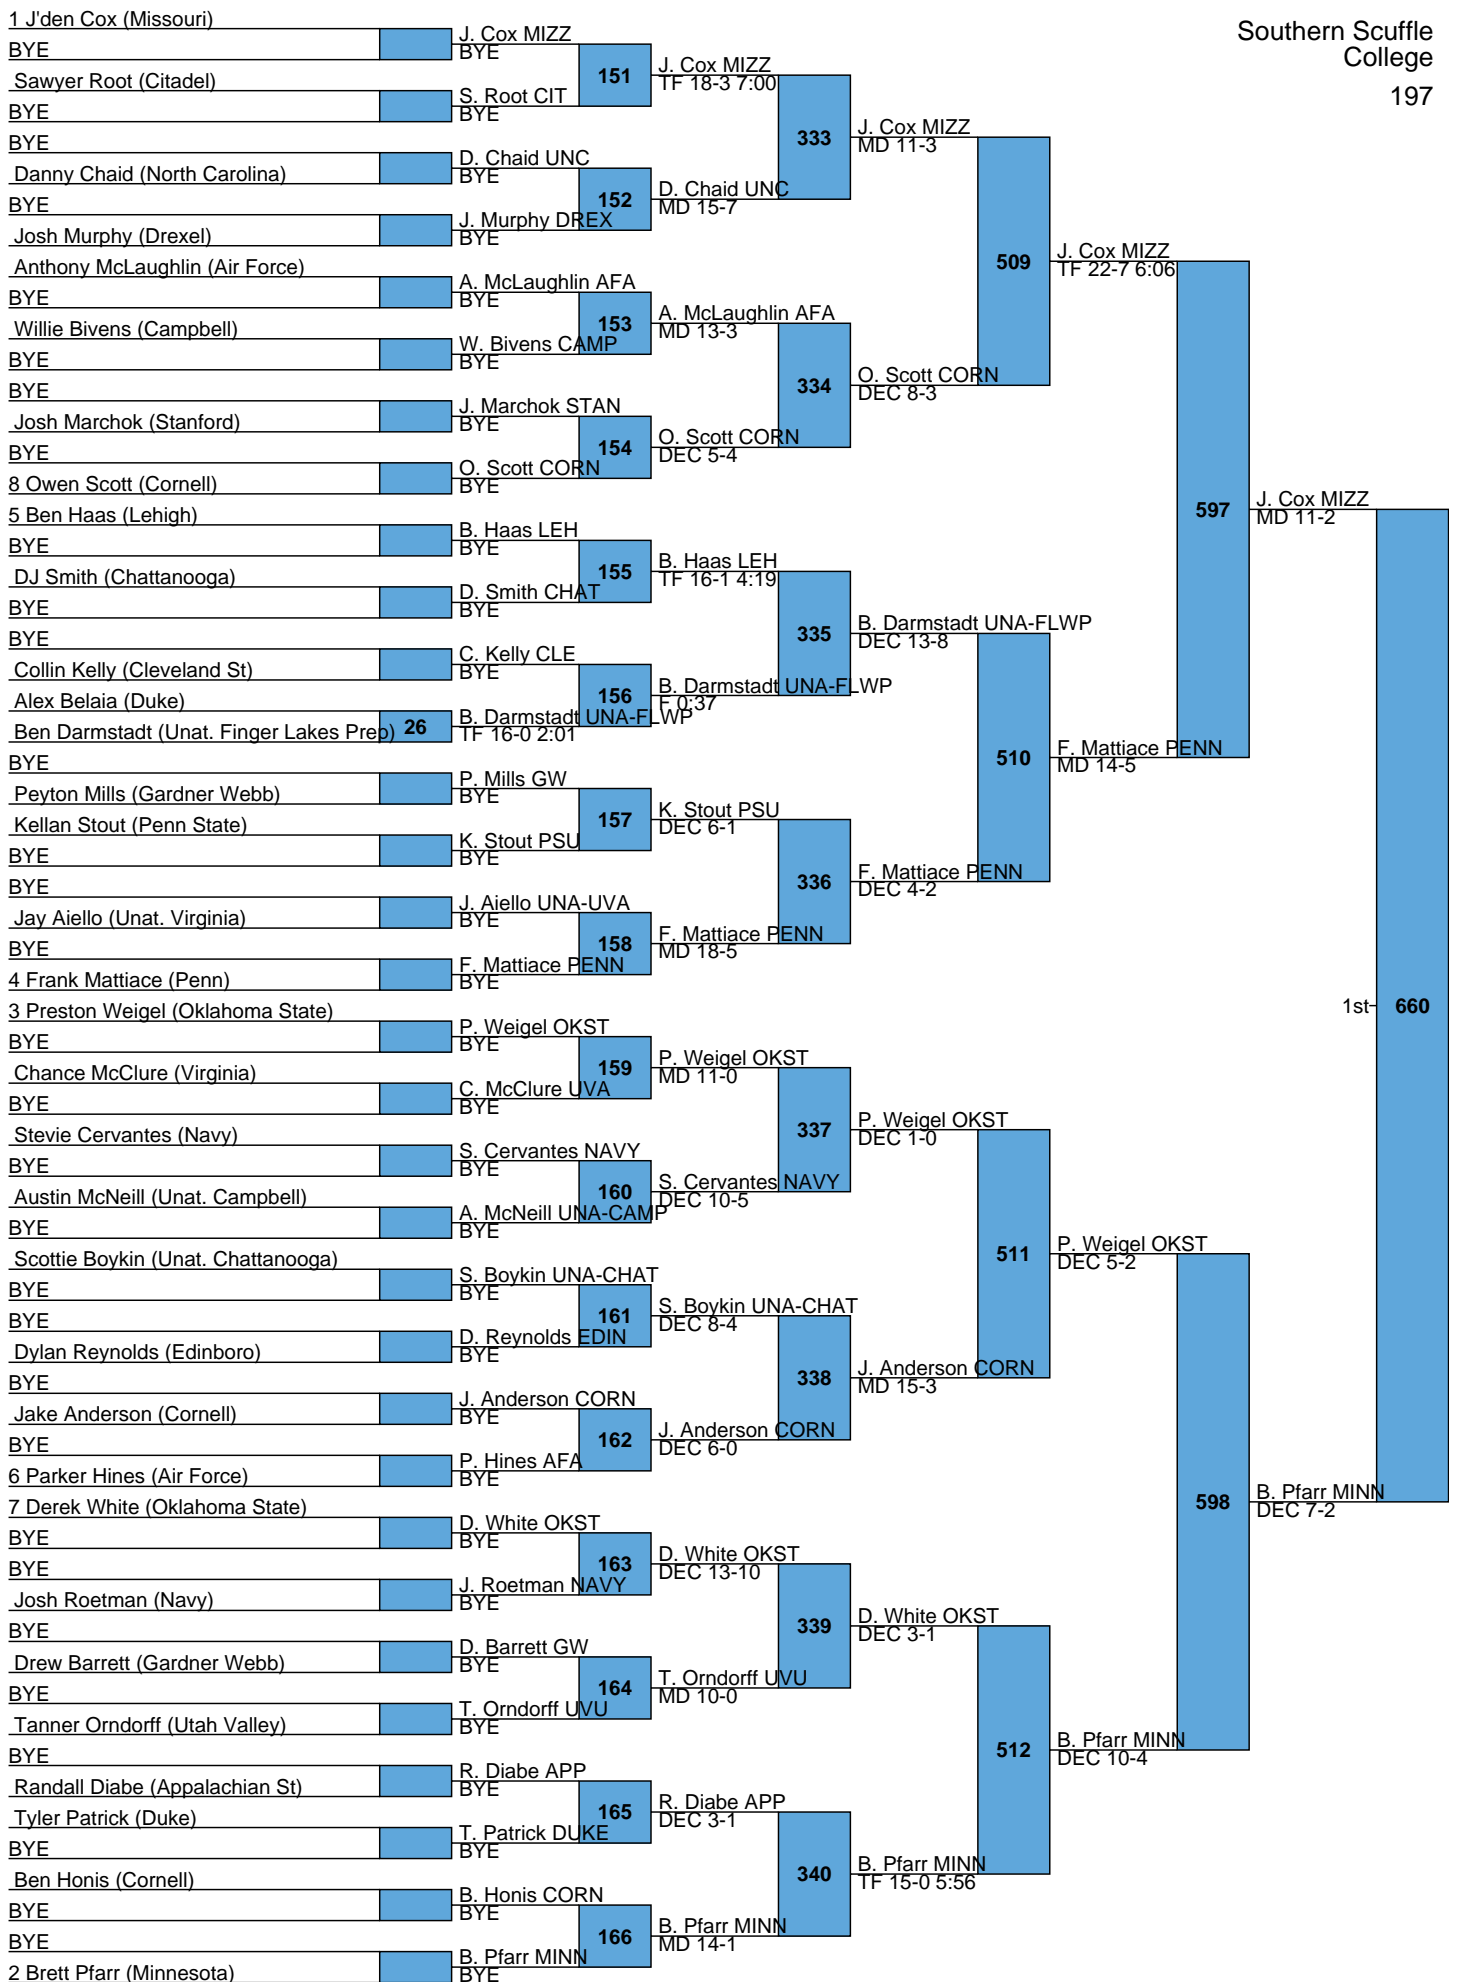 Southern Scuffle
College
197
1 J'den Cox (Missouri)
BYE
Sawyer Root (Citadel)
BYE
BYE
Danny Chaid (North Carolina)
BYE
Josh Murphy (Drexel)
Anthony McLaughlin (Air Force)
BYE
Willie Bivens (Campbell)
BYE
BYE
Josh Marchok (Stanford)
BYE
8 Owen Scott (Cornell)
5 Ben Haas (Lehigh)
BYE
DJ Smith (Chattanooga)
BYE
BYE
Collin Kelly (Cleveland St)
Alex Belaia (Duke)
Ben Darmstadt (Unat. Finger Lakes Prep)
BYE
Peyton Mills (Gardner Webb)
Kellan Stout (Penn State)
BYE
BYE
Jay Aiello (Unat. Virginia)
BYE
4 Frank Mattiace (Penn)
3 Preston Weigel (Oklahoma State)
BYE
Chance McClure (Virginia)
BYE
Stevie Cervantes (Navy)
BYE
Austin McNeill (Unat. Campbell)
BYE
Scottie Boykin (Unat. Chattanooga)
BYE
BYE
Dylan Reynolds (Edinboro)
BYE
Jake Anderson (Cornell)
BYE
6 Parker Hines (Air Force)
7 Derek White (Oklahoma State)
BYE
BYE
Josh Roetman (Navy)
BYE
Drew Barrett (Gardner Webb)
BYE
Tanner Orndorff (Utah Valley)
BYE
Randall Diabe (Appalachian St)
Tyler Patrick (Duke)
BYE
Ben Honis (Cornell)
BYE
BYE
2 Brett Pfarr (Minnesota)
26
J. Cox MIZZ
BYE
S. Root CIT
BYE
D. Chaid UNC
BYE
J. Murphy DREX
BYE
A. McLaughlin AFA
BYE
W. Bivens CAMP
BYE
J. Marchok STAN
BYE
O. Scott CORN
BYE
B. Haas LEH
BYE
D. Smith CHAT
BYE
C. Kelly CLE
BYE
B. Darmstadt UNA-FLWP
TF 16-0 2:01
P. Mills GW
BYE
K. Stout PSU
BYE
J. Aiello UNA-UVA
BYE
F. Mattiace PENN
BYE
P. Weigel OKST
BYE
C. McClure UVA
BYE
S. Cervantes NAVY
BYE
A. McNeill UNA-CAMP
BYE
S. Boykin UNA-CHAT
BYE
D. Reynolds EDIN
BYE
J. Anderson CORN
BYE
P. Hines AFA
BYE
D. White OKST
BYE
J. Roetman NAVY
BYE
D. Barrett GW
BYE
T. Orndorff UVU
BYE
R. Diabe APP
BYE
T. Patrick DUKE
BYE
B. Honis CORN
BYE
B. Pfarr MINN
BYE
151
152
153
154
155
156
157
158
159
160
161
162
163
164
165
166
J. Cox MIZZ
TF 18-3 7:00
D. Chaid UNC
MD 15-7
A. McLaughlin AFA
MD 13-3
O. Scott CORN
DEC 5-4
B. Haas LEH
TF 16-1 4:19
B. Darmstadt UNA-FLWP
F 0:37
K. Stout PSU
DEC 6-1
F. Mattiace PENN
MD 18-5
P. Weigel OKST
MD 11-0
S. Cervantes NAVY
DEC 10-5
S. Boykin UNA-CHAT
DEC 8-4
J. Anderson CORN
DEC 6-0
D. White OKST
DEC 13-10
T. Orndorff UVU
MD 10-0
R. Diabe APP
DEC 3-1
B. Pfarr MINN
MD 14-1
333
334
335
336
337
338
339
340
J. Cox MIZZ
MD 11-3
O. Scott CORN
DEC 8-3
B. Darmstadt UNA-FLWP
DEC 13-8
F. Mattiace PENN
DEC 4-2
P. Weigel OKST
DEC 1-0
J. Anderson CORN
MD 15-3
D. White OKST
DEC 3-1
B. Pfarr MINN
TF 15-0 5:56
509
510
511
512
J. Cox MIZZ
TF 22-7 6:06
F. Mattiace PENN
MD 14-5
P. Weigel OKST
DEC 5-2
B. Pfarr MINN
DEC 10-4
597
598
J. Cox MIZZ
MD 11-2
B. Pfarr MINN
DEC 7-2
1st
660